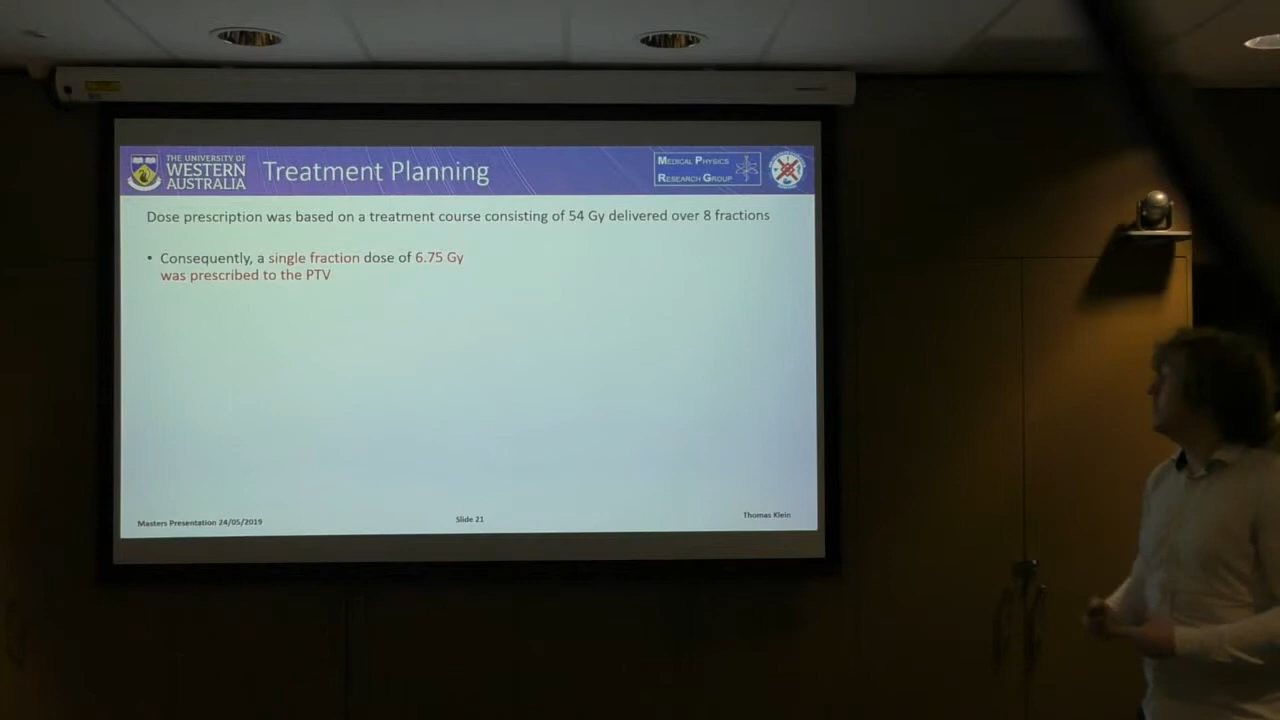 THE UNIVERSITY OF
WESTERN
AUSTRALIA
Treatment Planning
MEDICAL PHYSICS
RESEARCH GROUP
Dose prescription was based on a treatment course consisting of 54 Gy delivered over 8 fractions
• Consequently, a single fraction dose of 6.75 Gy
was prescribed to the PTV
Masters Presentation 24/05/2019
Slide 21
Thomas Klein